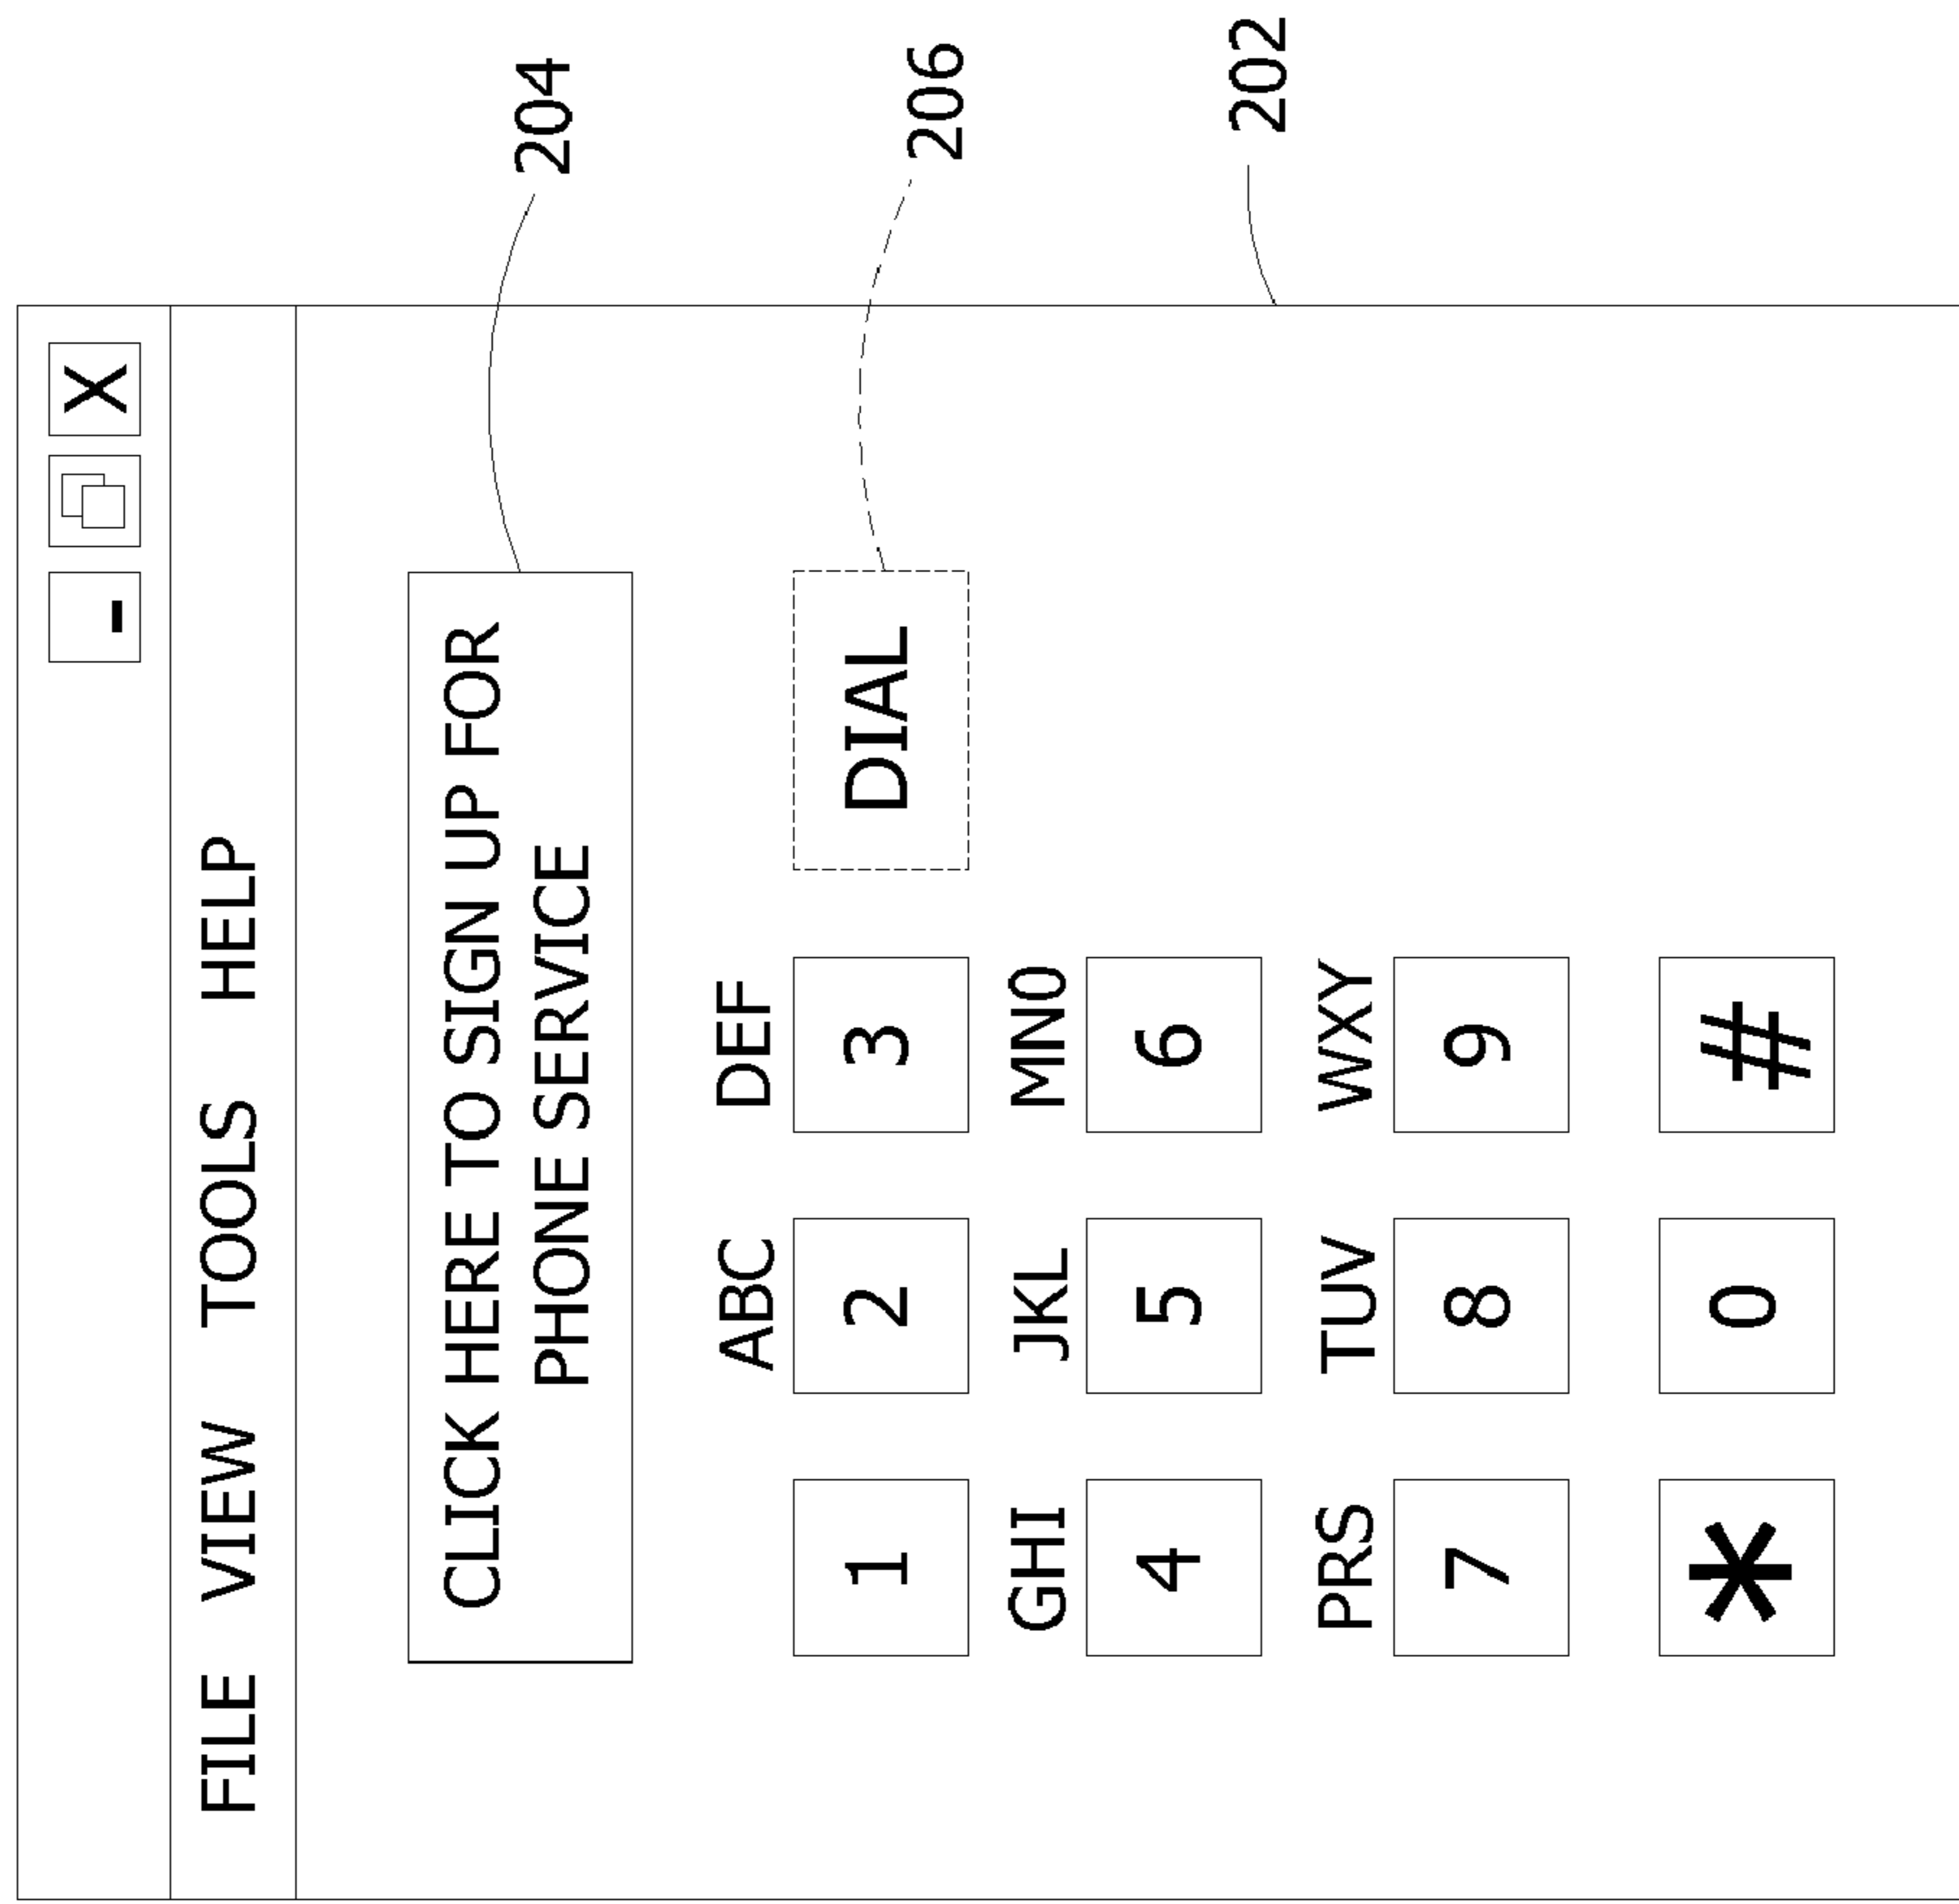 - X
FILE VIEW TOOLS HELP
CLICK HERE TO SIGN UP FOR
PHONE SERVICE
204
ABC DEF
1 2 3 DIAL
206
GHI JKL MN0
4 5 6
202
PRS TUV WXY
7 8 9
* 0 #